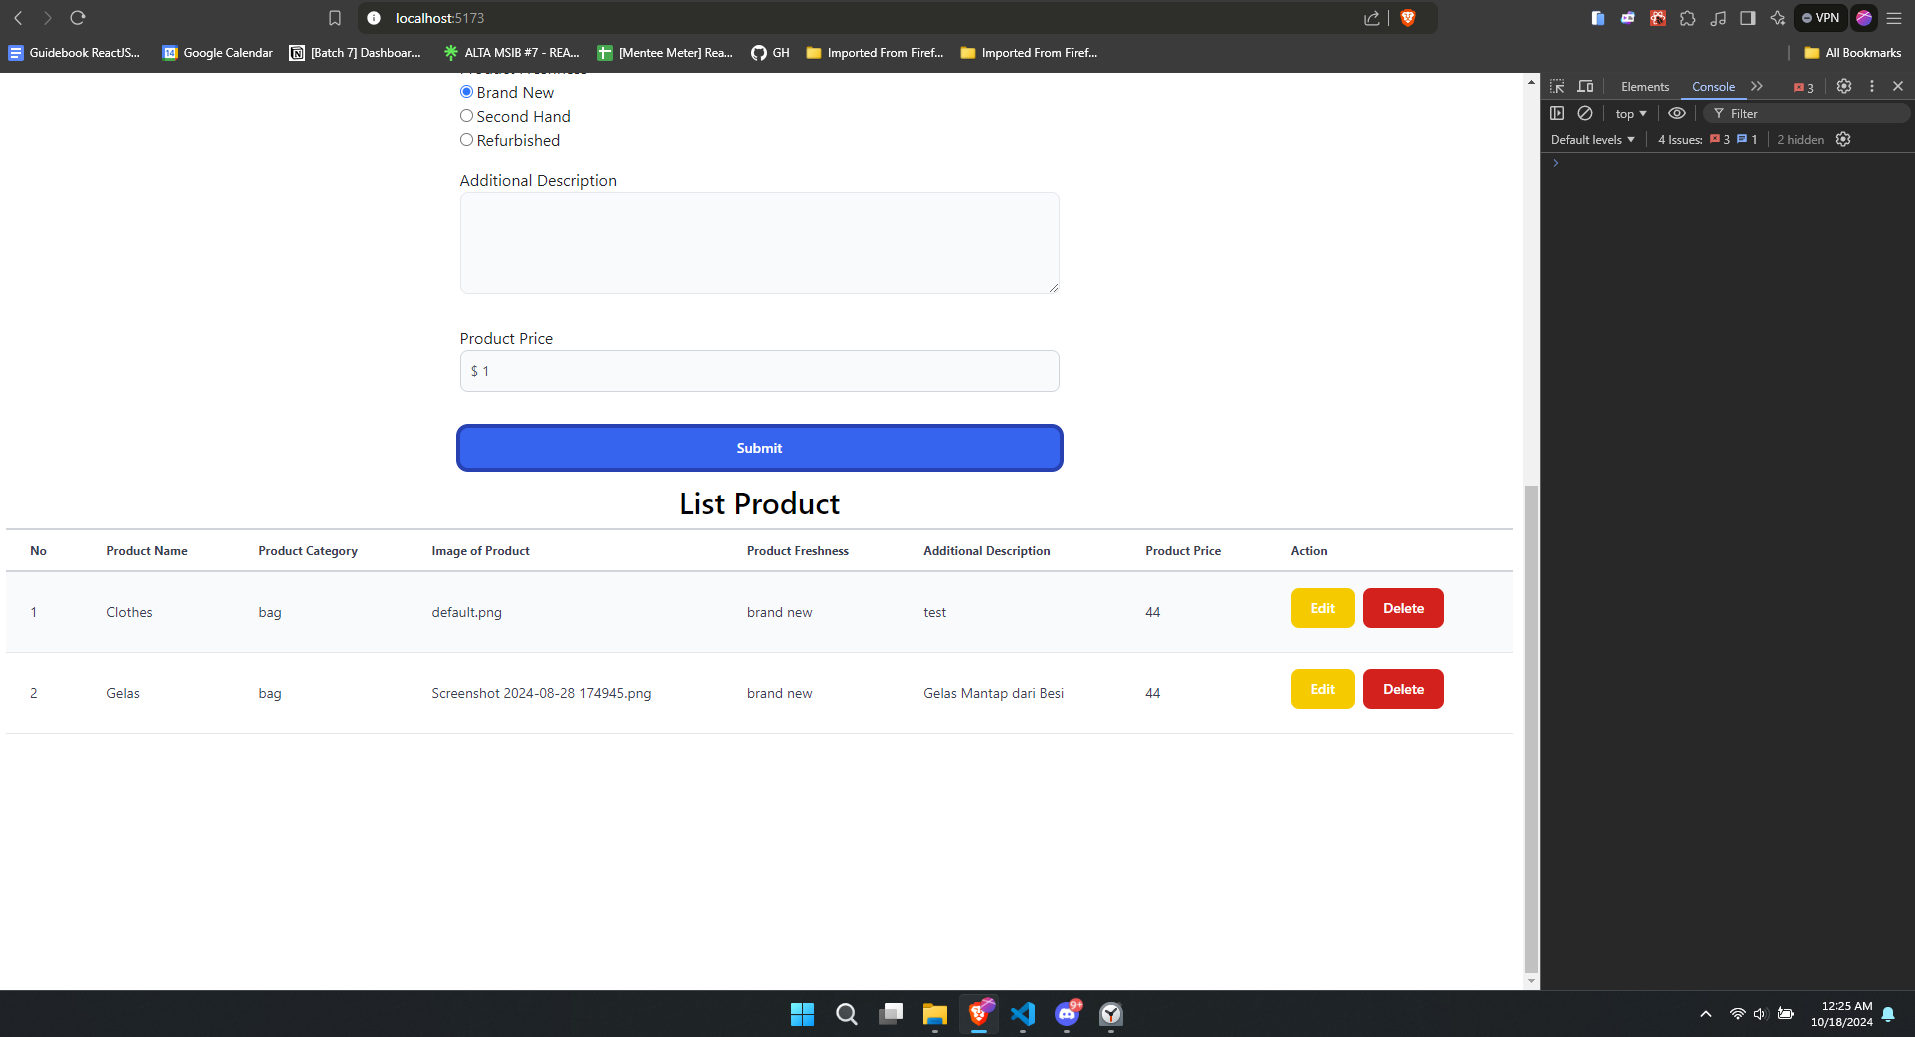 localhost:5173
VPN
Guidebook ReactJS...
Google Calendar
[Batch 7] Dashboar...
ALTA MSIB #7 - REA...
[Mentee Meter] Rea...
GH
Imported From Firef...
Imported From Firef...
All Bookmarks
Elements
Console
3
top
Filter
Default levels
4 Issues:
3
1
2 hidden
Brand New
Second Hand
Refurbished
Additional Description
Product Price
$ 1
Submit
List Product
No Product Name Product Category Image of Product Product Freshness Additional Description Product Price Action
1 Clothes bag default.png brand new test 44 Edit Delete
2 Gelas bag Screenshot 2024-08-28 174945.png brand new Gelas Mantap dari Besi 44 Edit Delete
9+
12:25 AM
10/18/2024